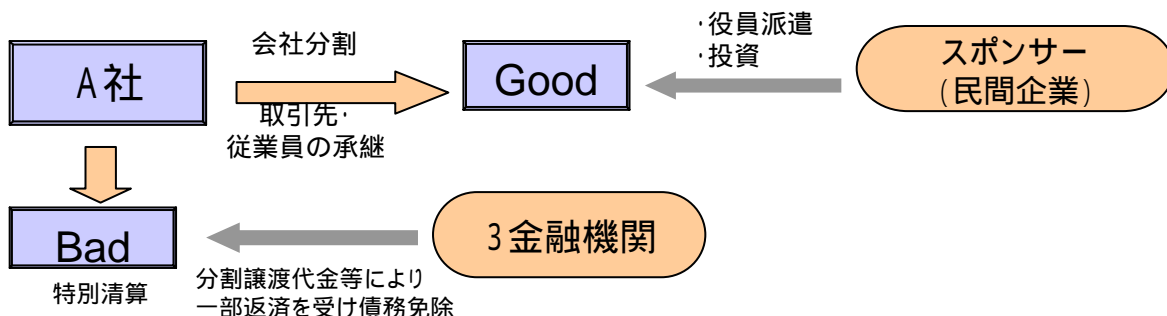 A社
会社分割
取引先・
従業員の承継
Good
・役員派遣
・投資
スポンサー
(民間企業)
Bad
特別清算
分割譲渡代金等により
一部返済を受け債務免除
3金融機関